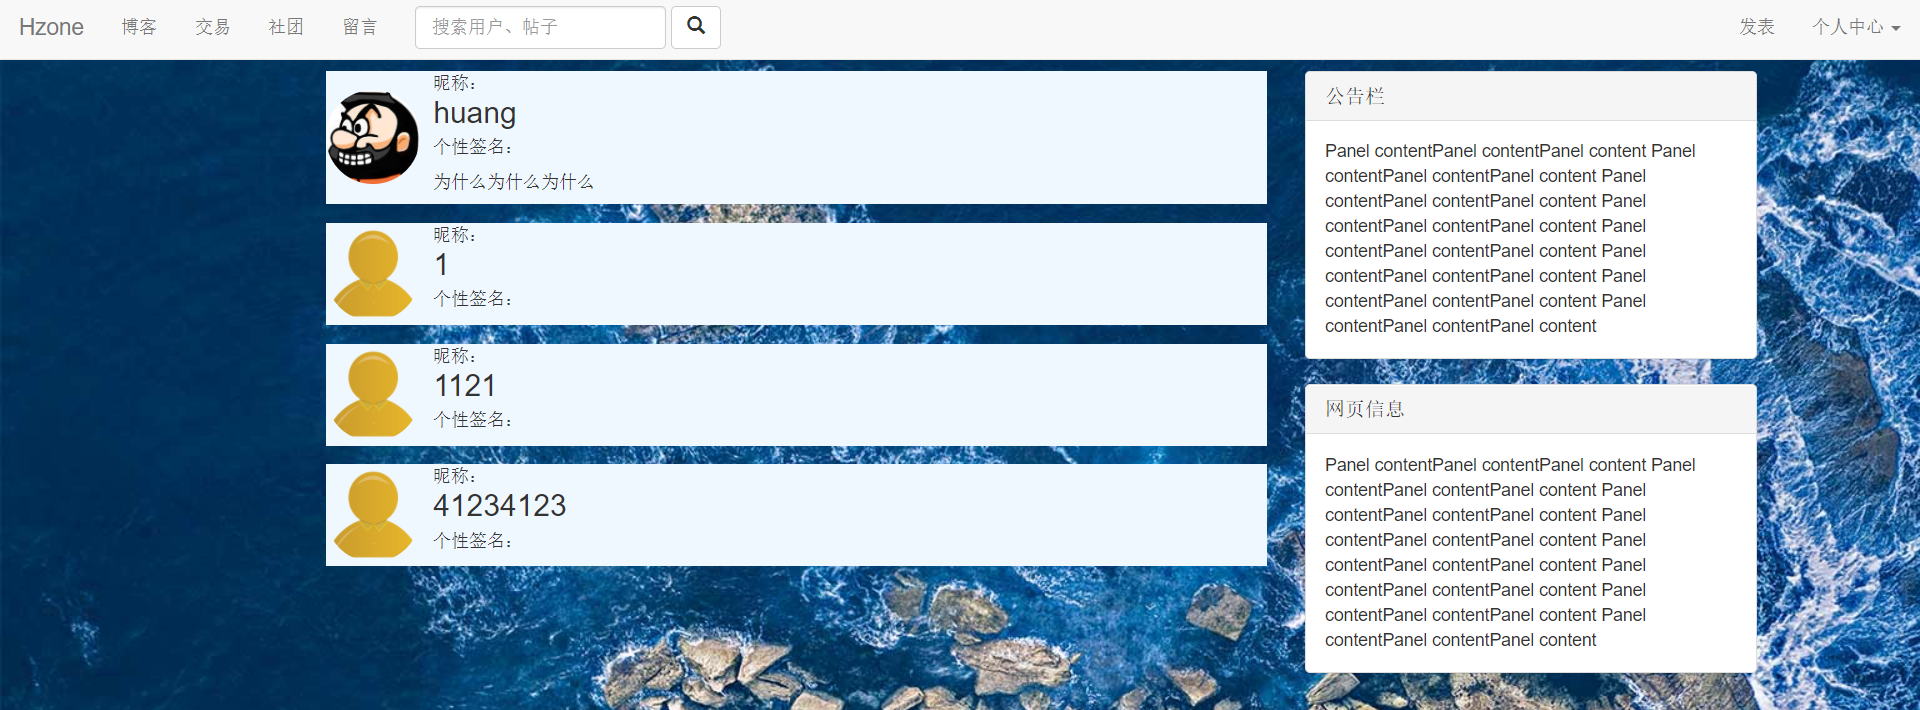 Hzone 博客 交易 社团 留言 搜索用户、帖子 发表 个人中心
昵称：
huang
个性签名：
为什么为什么为什么
昵称：
1
个性签名：
昵称：
1121
个性签名：
昵称：
41234123
个性签名：
公告栏
Panel contentPanel contentPanel content Panel
contentPanel contentPanel content Panel
contentPanel contentPanel content Panel
contentPanel contentPanel content Panel
contentPanel contentPanel content Panel
contentPanel contentPanel content Panel
contentPanel contentPanel content Panel
contentPanel contentPanel content
网页信息
Panel contentPanel contentPanel content Panel
contentPanel contentPanel content Panel
contentPanel contentPanel content Panel
contentPanel contentPanel content Panel
contentPanel contentPanel content Panel
contentPanel contentPanel content Panel
contentPanel contentPanel content Panel
contentPanel contentPanel content